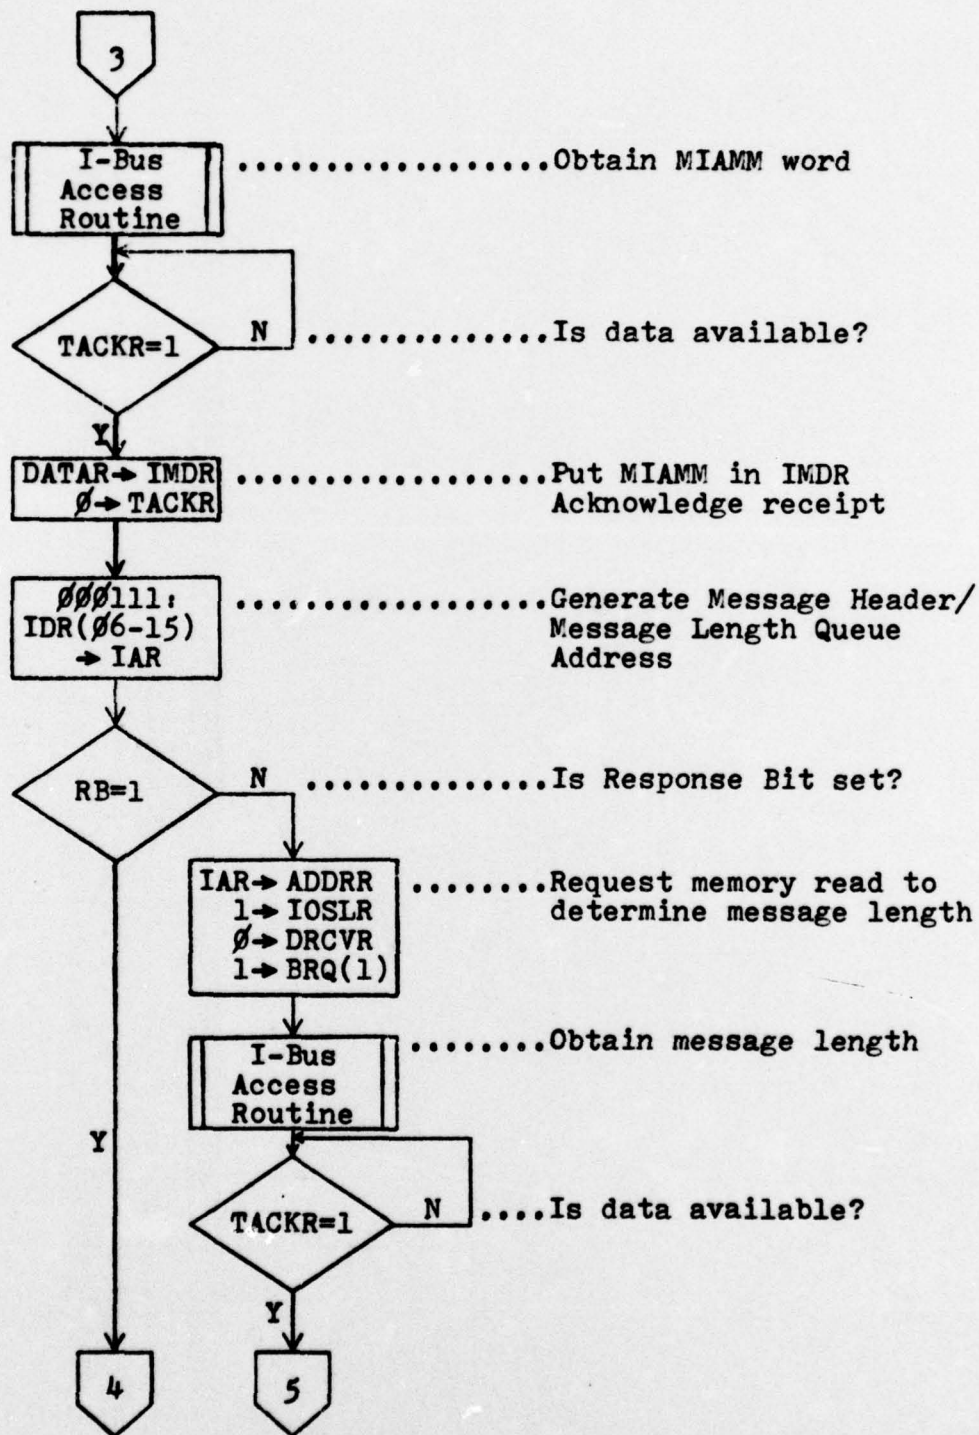 3
I-Bus ..................Obtain MIAMM word
Access
Routine
TACKR=1 N ..............Is data available?
Y
DATAR→ IMDR ..................Put MIAMM in IMDR
Ø→ TACKR Acknowledge receipt
ØØØ111: ..................Generate Message Header/
IDR(Ø6-15) Message Length Queue
→ IAR Address
RB=1 N ..............Is Response Bit set?
IAR→ ADDRR ........Request memory read to
1→ IOSLR determine message length
Ø→ DRCVR
1→ BRQ(1)
I-Bus ........Obtain message length
Access
Routine
Y
TACKR=1 N ....Is data available?
Y
4 5